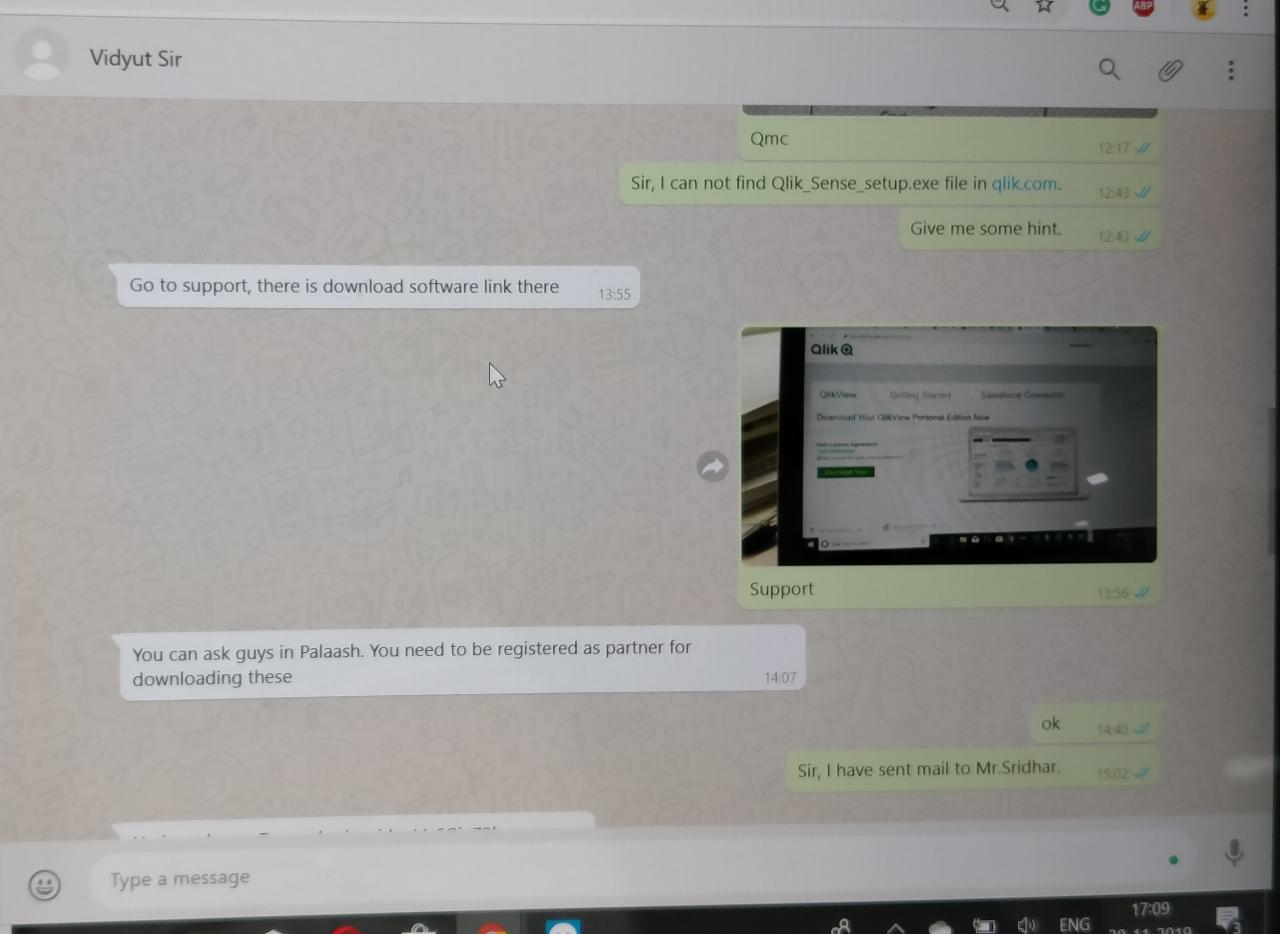 ABP
Vidyut Sir
Qmc
12:17
Sir, I can not find Qlik_Sense_setup.exe file in qlik.com.
12:43
Give me some hint.
12:43
Go to support, there is download software link there
13:55
Qlik
QlikView Getting Started Salesforce Connector
Download Your QlikView Personal Edition Now
User License Agreement
Download Now
Support
13:56
You can ask guys in Palaash. You need to be registered as partner for
downloading these
14:07
ok
14:40
Sir, I have sent mail to Mr.Sridhar.
15:02
Type a message
ENG
17:09
3